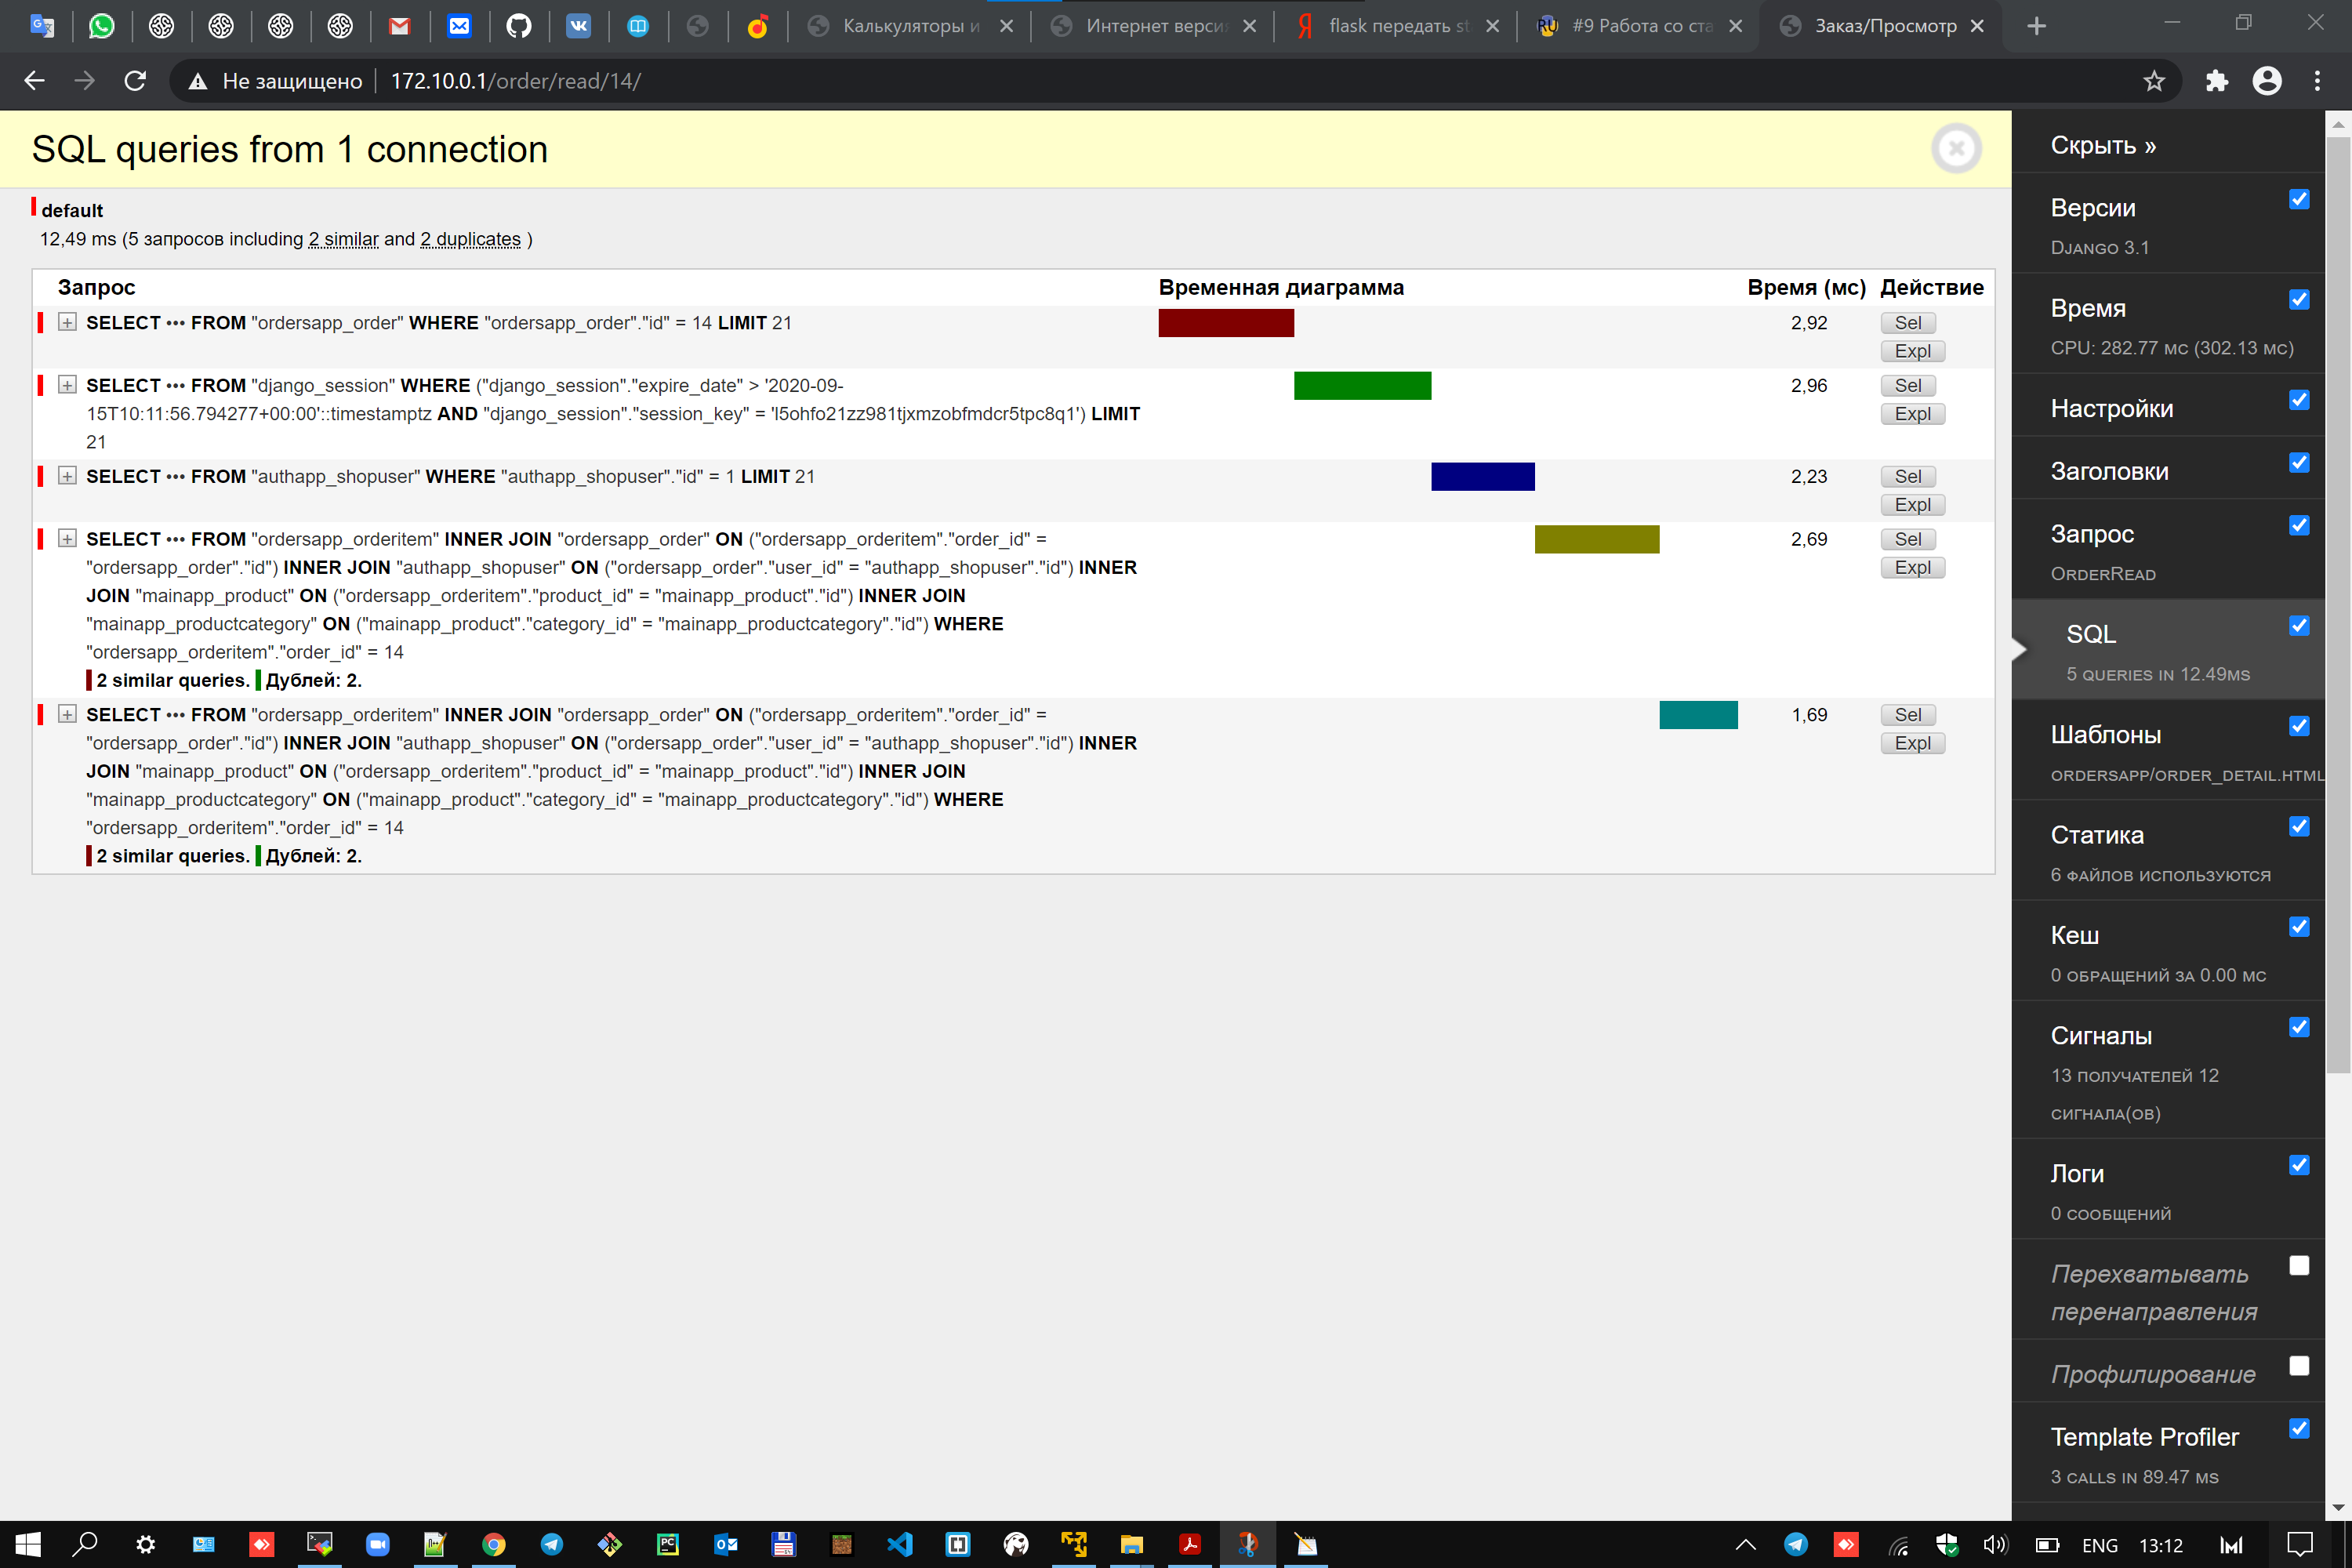 Калькуляторы и
Интернет верси
flask передать st
#9 Работа со ста
Заказ/Просмотр
Не защищено
172.10.0.1/order/read/14/
SQL queries from 1 connection
default
12,49 ms (5 запросов including 2 similar and 2 duplicates )
Запрос Временная диаграмма Время (мс) Действие
SELECT ••• FROM "ordersapp_order" WHERE "ordersapp_order"."id" = 14 LIMIT 21
2,92
Sel
Expl
SELECT ••• FROM "django_session" WHERE ("django_session"."expire_date" > '2020-09-
15T10:11:56.794277+00:00'::timestamptz AND "django_session"."session_key" = 'l5ohfo21zz981tjxmzobfmdcr5tpc8q1') LIMIT
21
2,96
Sel
Expl
SELECT ••• FROM "authapp_shopuser" WHERE "authapp_shopuser"."id" = 1 LIMIT 21
2,23
Sel
Expl
SELECT ••• FROM "ordersapp_orderitem" INNER JOIN "ordersapp_order" ON ("ordersapp_orderitem"."order_id" =
"ordersapp_order"."id") INNER JOIN "authapp_shopuser" ON ("ordersapp_order"."user_id" = "authapp_shopuser"."id") INNER
JOIN "mainapp_product" ON ("ordersapp_orderitem"."product_id" = "mainapp_product"."id") INNER JOIN
"mainapp_productcategory" ON ("mainapp_product"."category_id" = "mainapp_productcategory"."id") WHERE
"ordersapp_orderitem"."order_id" = 14
2 similar queries. Дублей: 2.
2,69
Sel
Expl
SELECT ••• FROM "ordersapp_orderitem" INNER JOIN "ordersapp_order" ON ("ordersapp_orderitem"."order_id" =
"ordersapp_order"."id") INNER JOIN "authapp_shopuser" ON ("ordersapp_order"."user_id" = "authapp_shopuser"."id") INNER
JOIN "mainapp_product" ON ("ordersapp_orderitem"."product_id" = "mainapp_product"."id") INNER JOIN
"mainapp_productcategory" ON ("mainapp_product"."category_id" = "mainapp_productcategory"."id") WHERE
"ordersapp_orderitem"."order_id" = 14
2 similar queries. Дублей: 2.
1,69
Sel
Expl
Скрыть »
Версии
Django 3.1
Время
CPU: 282.77 мс (302.13 мс)
Настройки
Заголовки
Запрос
OrderRead
SQL
5 queries in 12.49ms
Шаблоны
ordersapp/order_detail.html
Статика
6 файлов используются
Кеш
0 обращений за 0.00 мс
Сигналы
13 получателей 12
сигнала(ов)
Логи
0 сообщений
Перехватывать
перенаправления
Профилирование
Template Profiler
3 calls in 89.47 ms
ENG
13:12